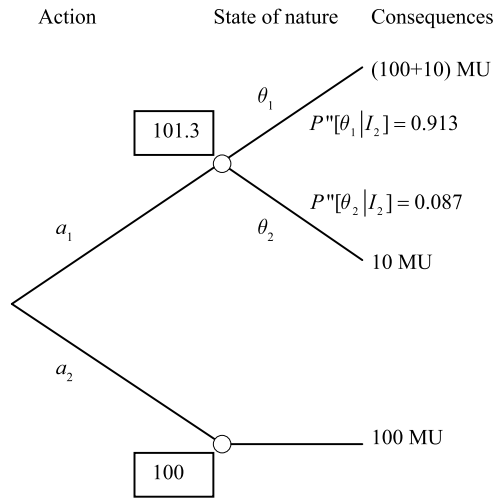 Action State of nature Consequences
(100+10) MU
θ₁
101.3
P"[θ₁|I₂] = 0.913
P"[θ₂|I₂] = 0.087
a₁
θ₂
10 MU
a₂
100 MU
100